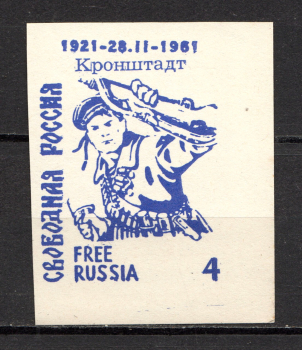 1921-28.II-1961
Кронштадт
СВОБОДНАЯ РОССИЯ
FREE
RUSSIA
4